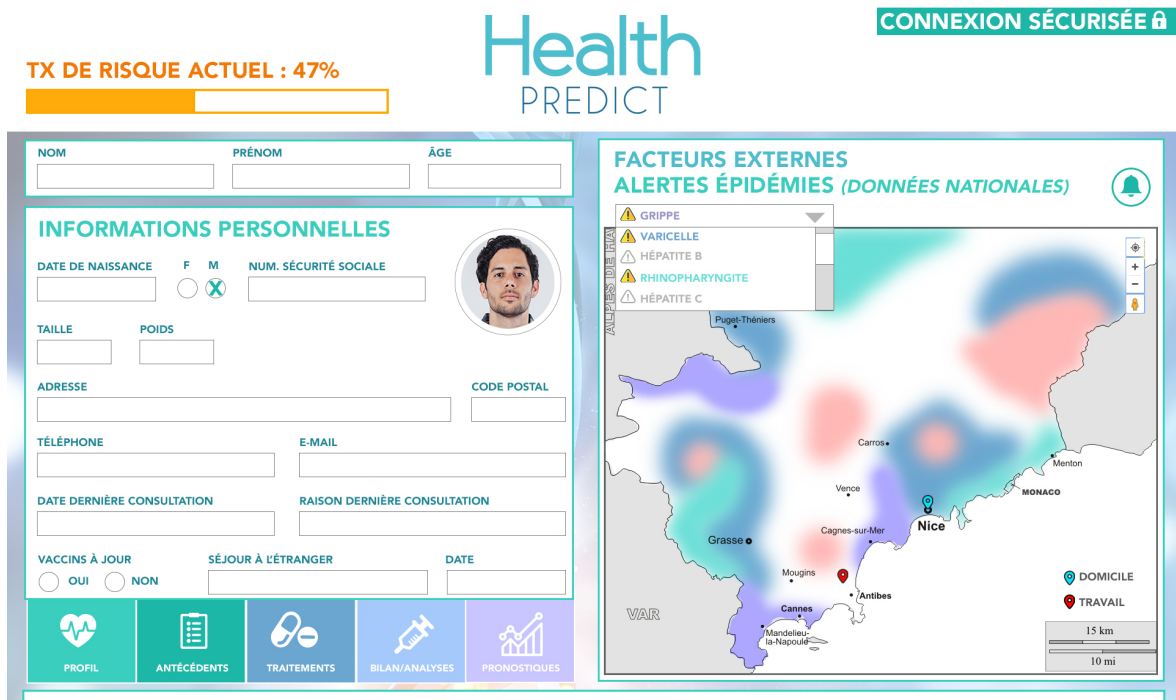 CONNEXION SÉCURISÉE
Health
PREDICT
TX DE RISQUE ACTUEL : 47%
NOM
PRÉNOM
ÂGE
INFORMATIONS PERSONNELLES
DATE DE NAISSANCE
F
M
X
NUM. SÉCURITÉ SOCIALE
TAILLE
POIDS
ADRESSE
CODE POSTAL
TÉLÉPHONE
E-MAIL
DATE DERNIÈRE CONSULTATION
RAISON DERNIÈRE CONSULTATION
VACCINS À JOUR
OUI
NON
SÉJOUR À L'ÉTRANGER
DATE
PROFIL
ANTÉCÉDENTS
TRAITEMENTS
BILAN/ANALYSES
PRONOSTIQUES
FACTEURS EXTERNES
ALERTES ÉPIDÉMIES (DONNÉES NATIONALES)
GRIPPE
VARICELLE
HÉPATITE B
RHINOPHARYNGITE
HÉPATITE C
ALPES DE HA
Puget-Théniers
Carros
Menton
Vence
MONACO
Nice
Cagnes-sur-Mer
Grasse
Mougins
Antibes
Cannes
Mandelieu-
la-Napoule
VAR
DOMICILE
TRAVAIL
15 km
10 mi